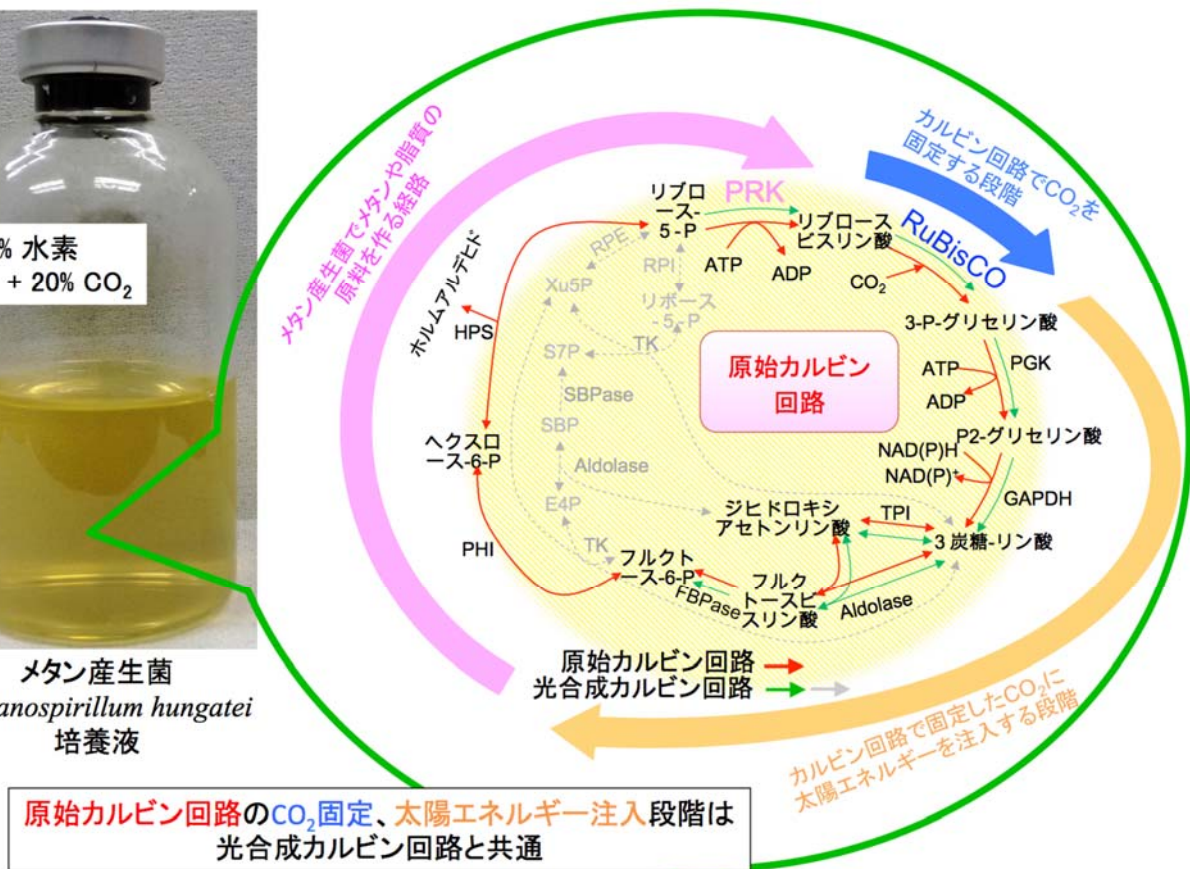 % 水素
+ 20% CO₂
メタン産生菌
anospirillum hungatei
培養液
メタン産生菌でメタンや脂質の
原料を作る経路
カルビン回路でCO₂を
固定する段階
カルビン回路で固定したCO₂に
太陽エネルギーを注入する段階
リブロ
ース-
5-P
PRK
リブロース
ビスリン酸
RuBisCO
ATP
ADP
CO₂
3-P-グリセリン酸
ATP
ADP
PGK
P2-グリセリン酸
NAD(P)H
NAD(P)⁺
GAPDH
3 炭糖-リン酸
TPI
ジヒドロキシ
アセトンリン酸
Aldolase
フルク
トースビ
スリン酸
FBPase
フルクト
ース-6-P
PHI
ヘクスロ
ース-6-P
HPS
ホルムアルデヒド
RPE
RPI
Xu5P
リボース
-5-P
TK
S7P
SBPase
SBP
Aldolase
E4P
TK
原始カルビン
回路
原始カルビン回路
光合成カルビン回路
原始カルビン回路のCO₂固定、太陽エネルギー注入段階は
光合成カルビン回路と共通